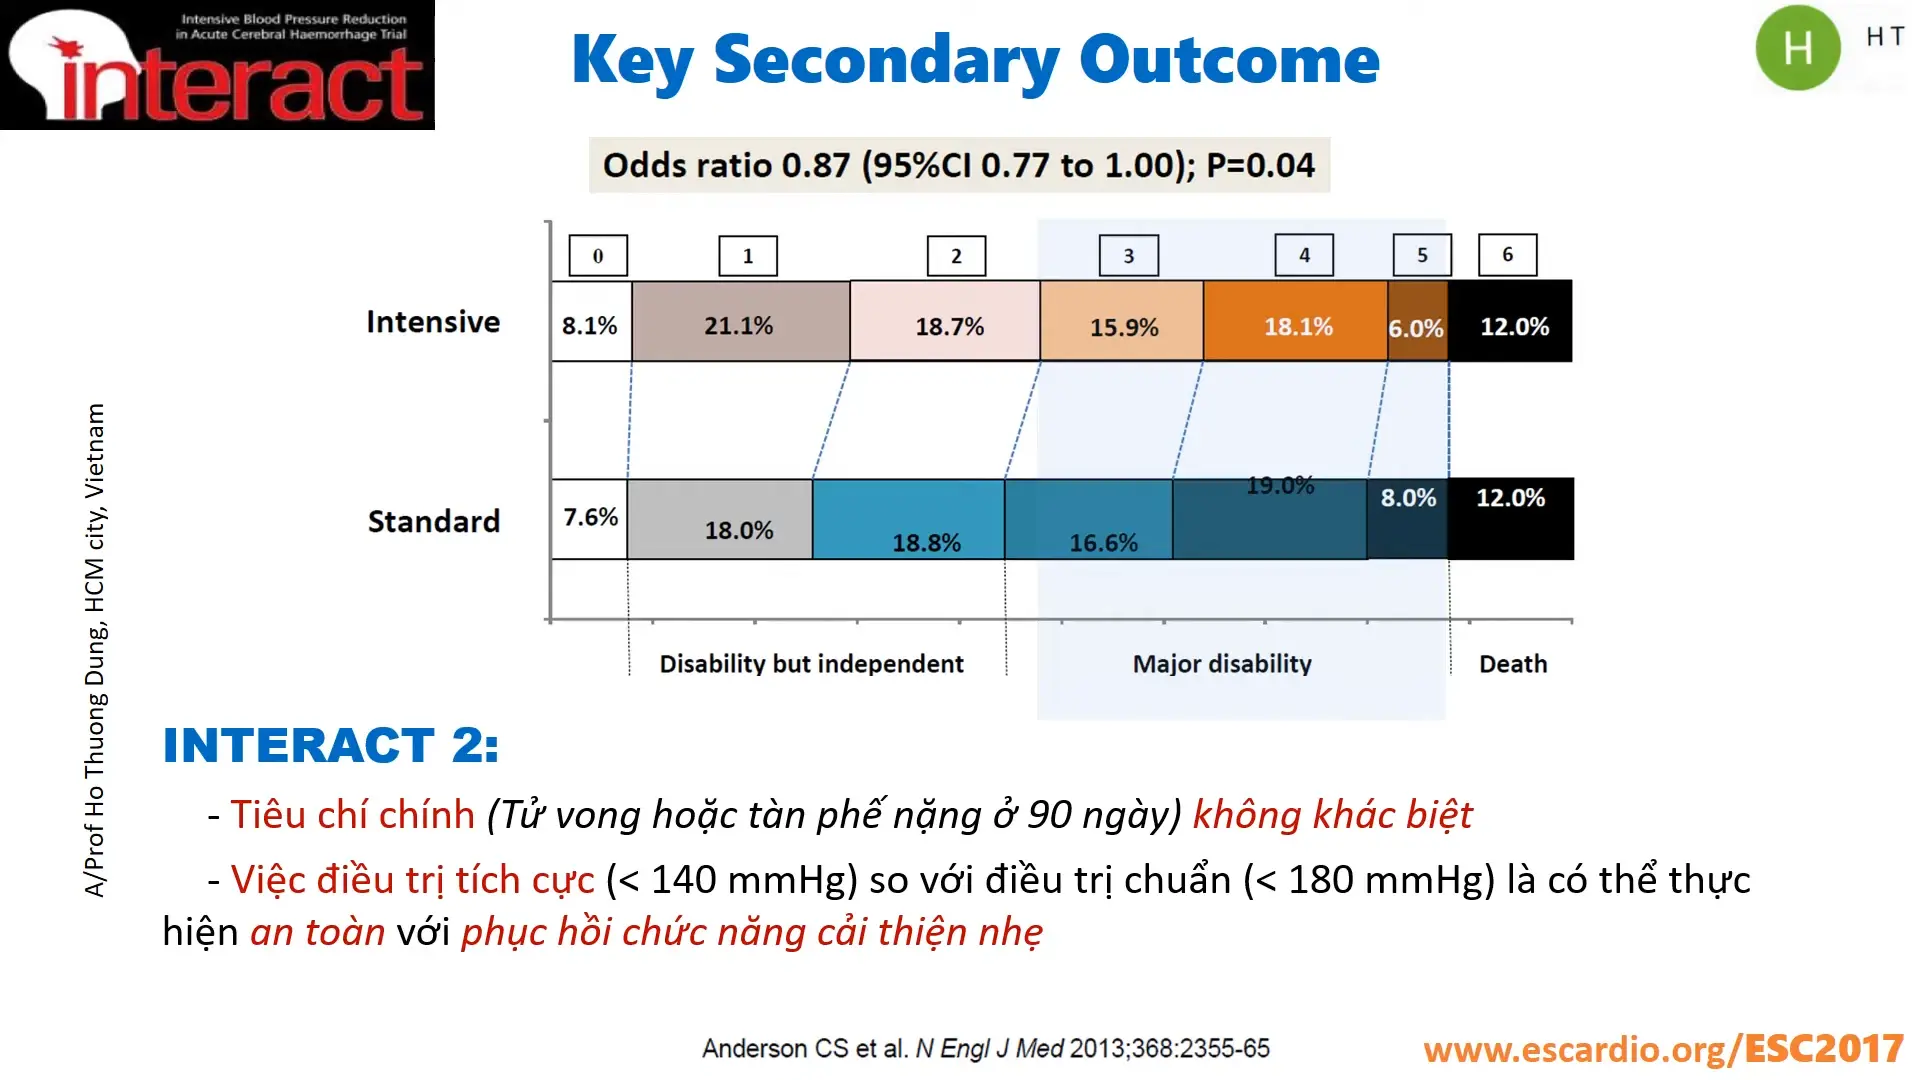 Intensive Blood Pressure Reduction
in Acute Cerebral Haemorrhage Trial
interact
Key Secondary Outcome
H
H T
Odds ratio 0.87 (95%CI 0.77 to 1.00); P=0.04
0 1 2 3 4 5 6
Intensive 8.1% 21.1% 18.7% 15.9% 18.1% 6.0% 12.0%
Standard 7.6% 18.0% 18.8% 16.6% 19.0% 8.0% 12.0%
Disability but independent Major disability Death
A/Prof Ho Thuong Dung, HCM city, Vietnam
INTERACT 2:
- Tiêu chí chính (Tử vong hoặc tàn phế nặng ở 90 ngày) không khác biệt
- Việc điều trị tích cực (< 140 mmHg) so với điều trị chuẩn (< 180 mmHg) là có thể thực
hiện an toàn với phục hồi chức năng cải thiện nhẹ
Anderson CS et al. N Engl J Med 2013;368:2355-65
www.escardio.org/ESC2017